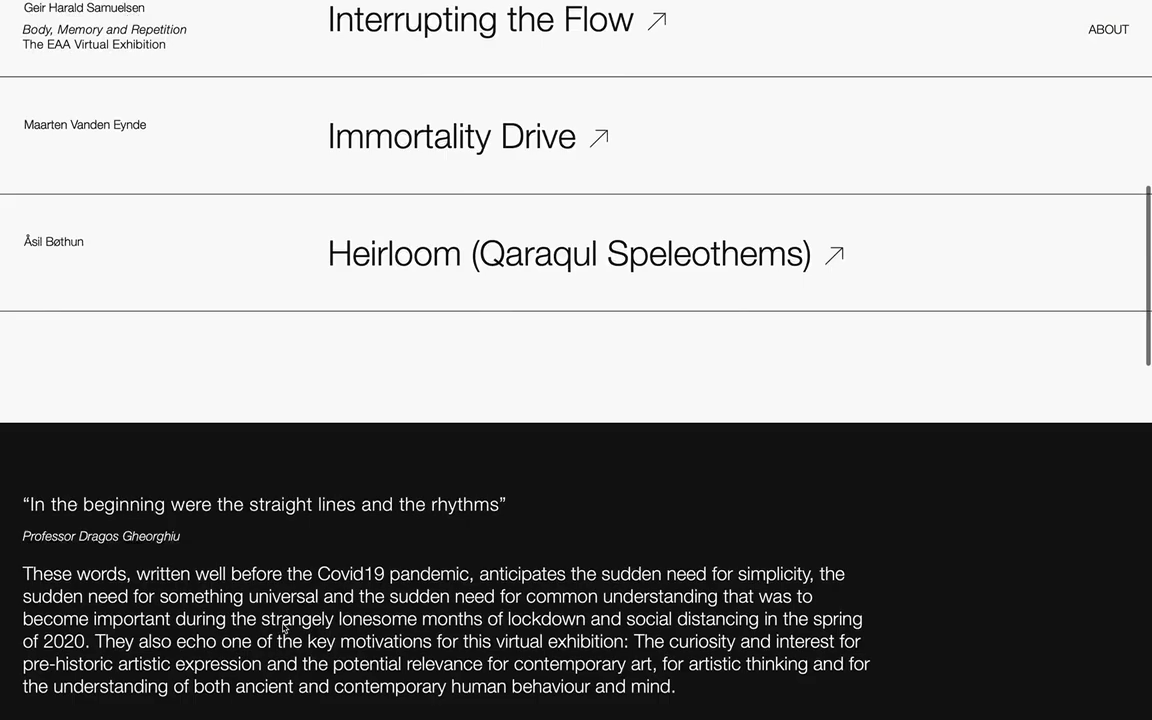 Geir Harald Samuelsen
Interrupting the Flow
Body, Memory and Repetition
The EAA Virtual Exhibition
ABOUT
Maarten Vanden Eynde
Immortality Drive
Åsil Bøthun
Heirloom (Qaraqul Speleothems)
“In the beginning were the straight lines and the rhythms”
Professor Dragos Gheorghiu
These words, written well before the Covid19 pandemic, anticipates the sudden need for simplicity, the
sudden need for something universal and the sudden need for common understanding that was to
become important during the strangely lonesome months of lockdown and social distancing in the spring
of 2020. They also echo one of the key motivations for this virtual exhibition: The curiosity and interest for
pre-historic artistic expression and the potential relevance for contemporary art, for artistic thinking and for
the understanding of both ancient and contemporary human behaviour and mind.